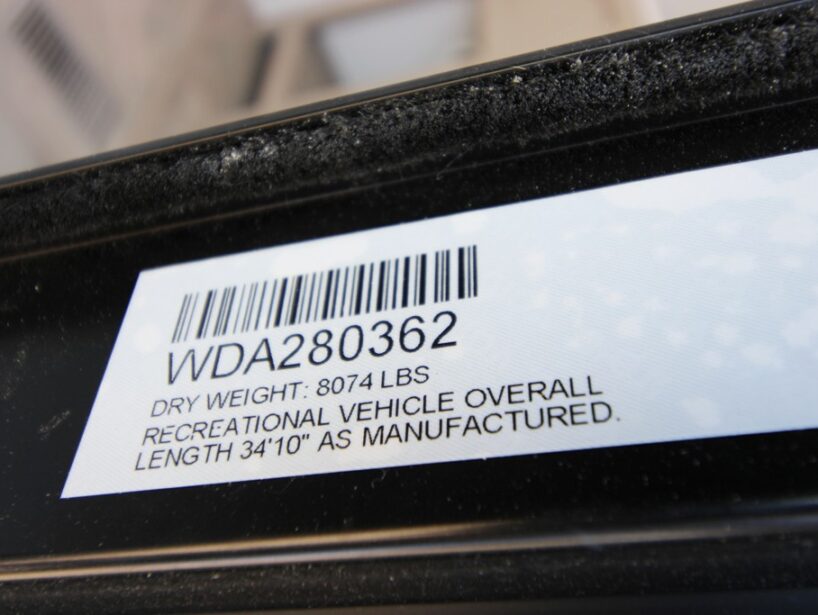 WDA280362
DRY WEIGHT: 8074 LBS
RECREATIONAL VEHICLE OVERALL
LENGTH 34'10" AS MANUFACTURED.